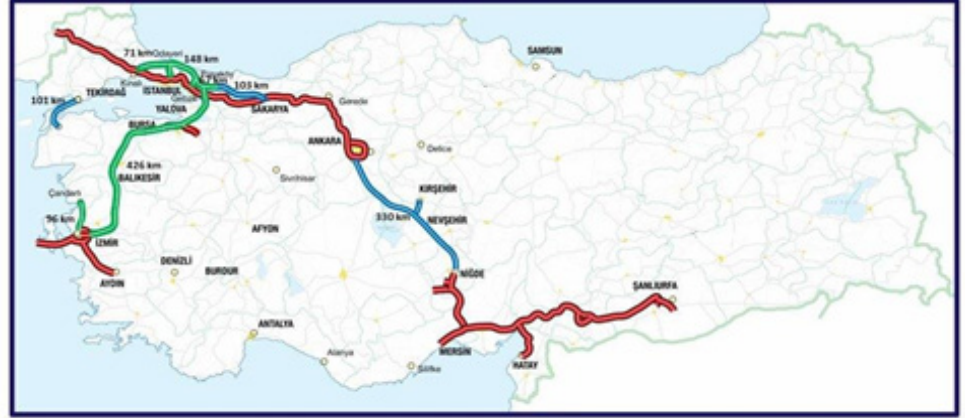 SAMSUN
71 km Odayeri
148 km
Kınalı
İSTANBUL
103 km
101 km
TEKİRDAĞ
Gebze
YALOVA
SAKARYA
Gerede
BURSA
ANKARA
Delice
426 km
BALIKESİR
Sivrihisar
KIRŞEHİR
Çandarlı
96 km
330 km
NEVŞEHİR
AFYON
İZMİR
DENİZLİ
BURDUR
NİĞDE
AYDIN
ŞANLIURFA
ANTALYA
Alanya
MERSİN
Silifke
HATAY